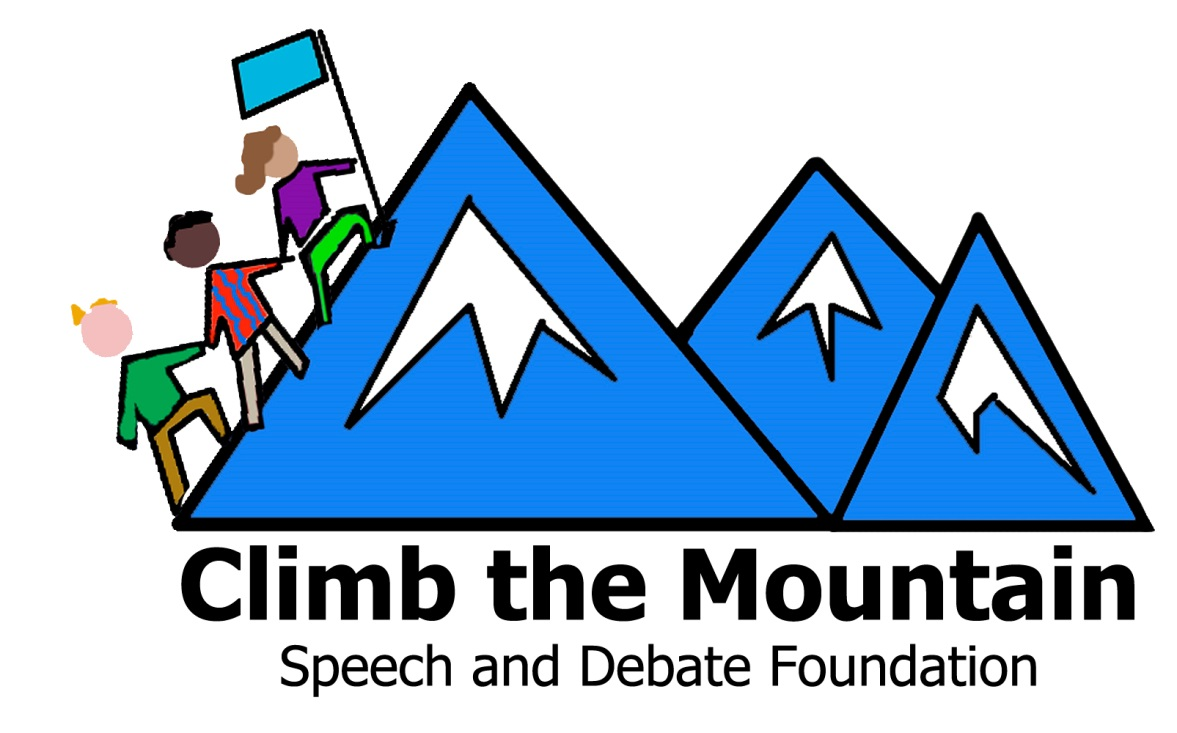 Climb the Mountain
Speech and Debate Foundation